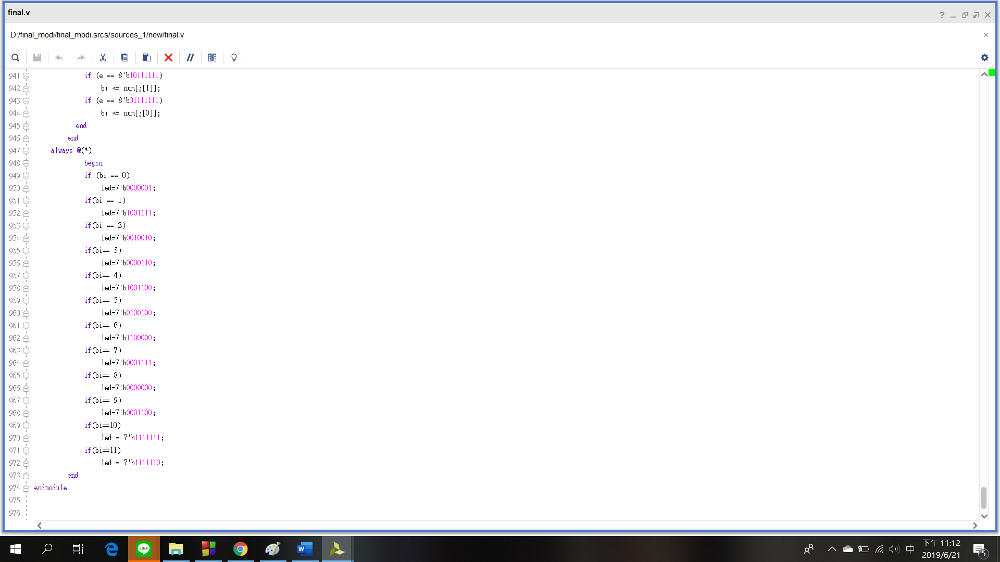 final.v
D:/final_modi/final_modi.srcs/sources_1/new/final.v
941 if (e == 8'b10111111)
942 bi <= num[j[1]];
943 if (e == 8'b01111111)
944 bi <= num[j[0]];
945 end
946 end
947 always @(*)
948 begin
949 if (bi == 0)
950 led=7'b0000001;
951 if(bi == 1)
952 led=7'b1001111;
953 if(bi == 2)
954 led=7'b0010010;
955 if(bi== 3)
956 led=7'b0000110;
957 if(bi== 4)
958 led=7'b1001100;
959 if(bi== 5)
960 led=7'b0100100;
961 if(bi== 6)
962 led=7'b1100000;
963 if(bi== 7)
964 led=7'b0001111;
965 if(bi== 8)
966 led=7'b0000000;
967 if(bi== 9)
968 led=7'b0001100;
969 if(bi==10)
970 led = 7'b1111111;
971 if(bi==11)
972 led = 7'b1111110;
973 end
974 endmodule
975
976
LINE
W
中
下午 11:12
2019/6/21
5